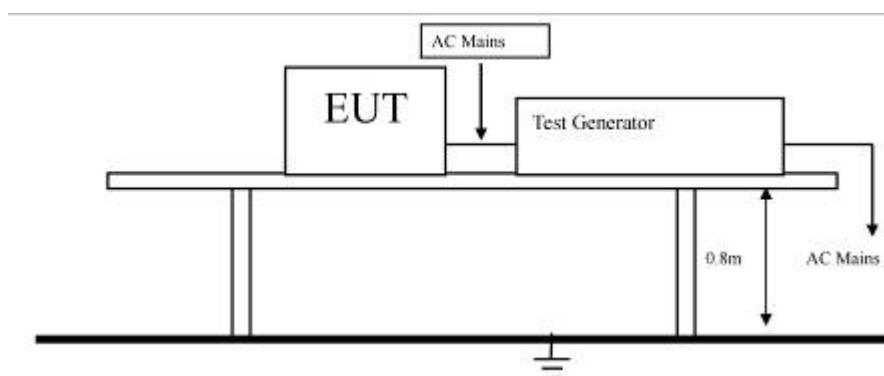 AC Mains
EUT
Test Generator
0.8m
AC Mains